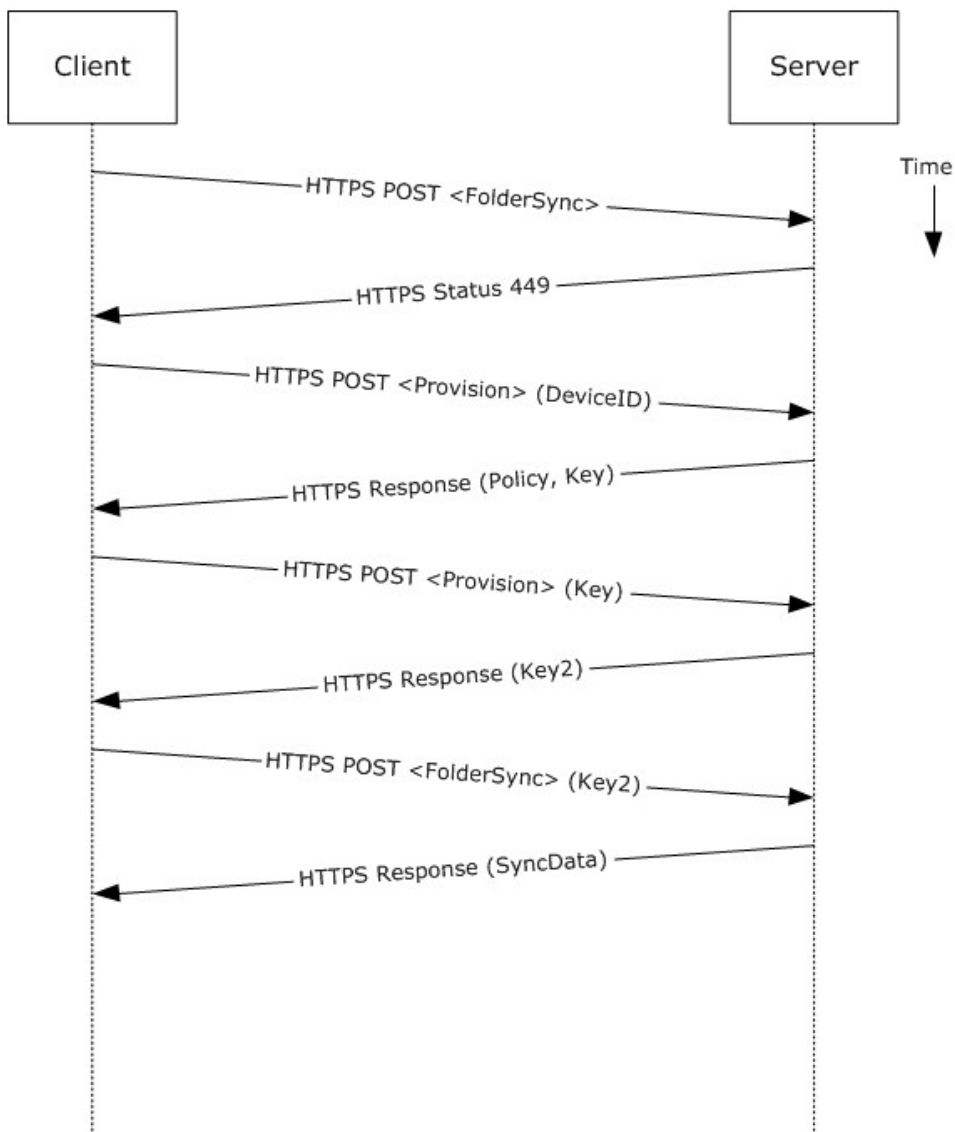 Client
Server
Time
HTTPS POST <FolderSync>
HTTPS Status 449
HTTPS POST <Provision> (DeviceID)
HTTPS Response (Policy, Key)
HTTPS POST <Provision> (Key)
HTTPS Response (Key2)
HTTPS POST <FolderSync> (Key2)
HTTPS Response (SyncData)